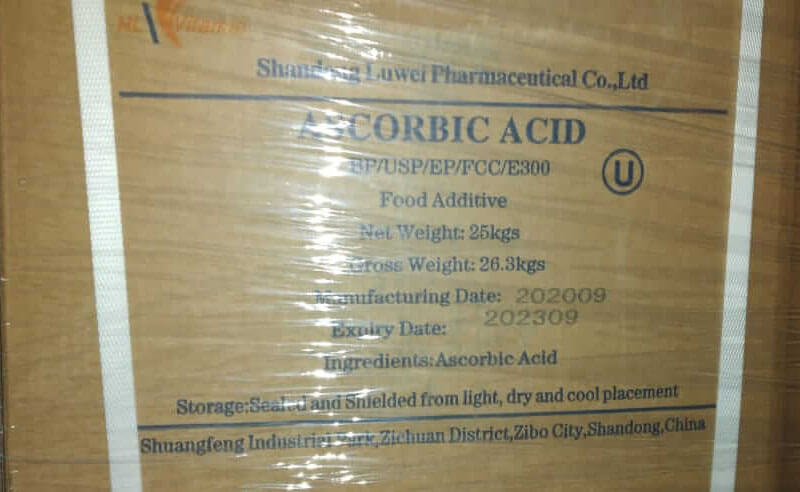 Shandong Luwei Pharmaceutical Co.,Ltd
ASCORBIC ACID
BP/USP/EP/FCC/E300
U
Food Additive
Net Weight: 25kgs
Gross Weight: 26.3kgs
Manufacturing Date: 202009
Expiry Date: 202309
Ingredients:Ascorbic Acid
Storage:Sealed and Shielded from light, dry and cool placement
Shuangfeng Industrial Park,Zichuan District,Zibo City,Shandong,China